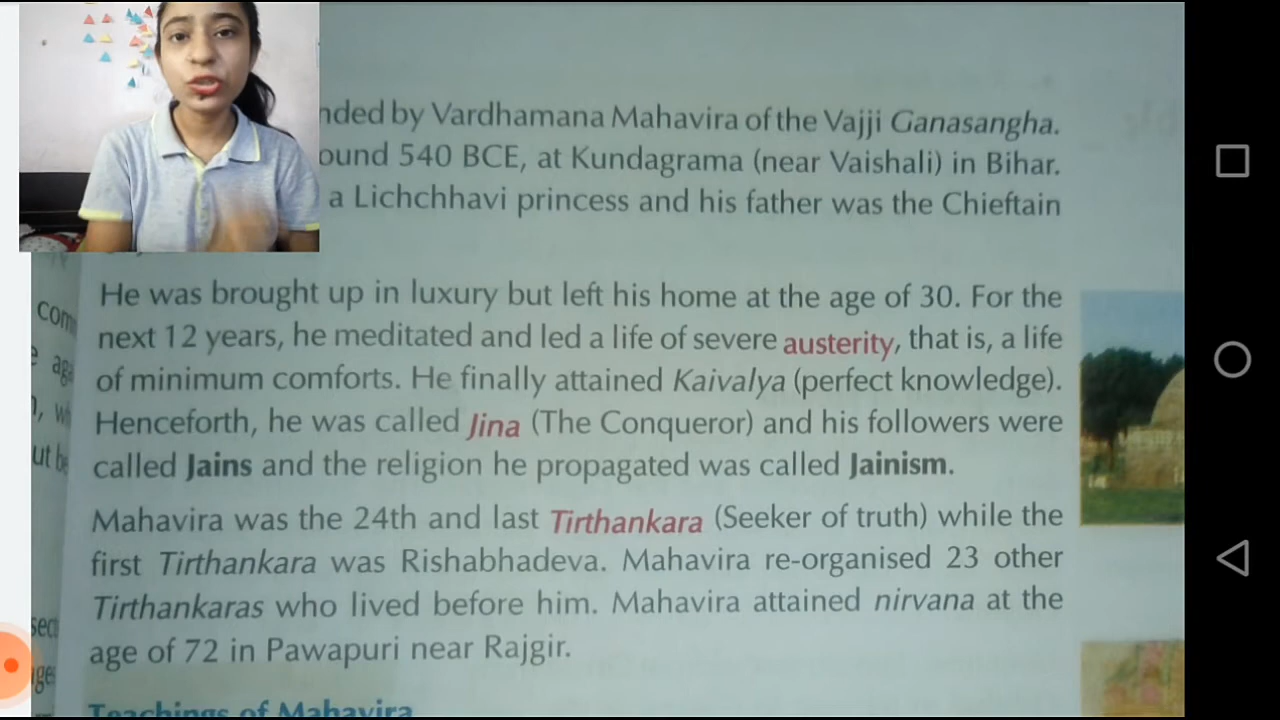 by Vardhamana Mahavira of the Vajji Ganasangha.
540 BCE, at Kundagrama (near Vaishali) in Bihar.
a Lichchhavi princess and his father was the Chieftain
He was brought up in luxury but left his home at the age of 30. For the
next 12 years, he meditated and led a life of severe austerity, that is, a life
of minimum comforts. He finally attained Kaivalya (perfect knowledge).
Henceforth, he was called Jina (The Conqueror) and his followers were
called Jains and the religion he propagated was called Jainism.
Mahavira was the 24th and last Tirthankara (Seeker of truth) while the
first Tirthankara was Rishabhadeva. Mahavira re-organised 23 other
Tirthankaras who lived before him. Mahavira attained nirvana at the
age of 72 in Pawapuri near Rajgir.
Teachings of Mahavira